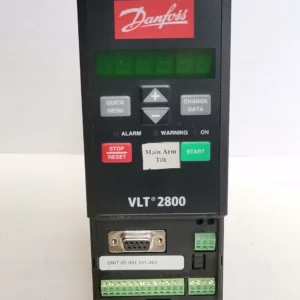 Danfoss
QUICK MENU
CHANGE DATA
ALARM WARNING ON
STOP RESET
Main Arm Tilt
START
VLT® 2800